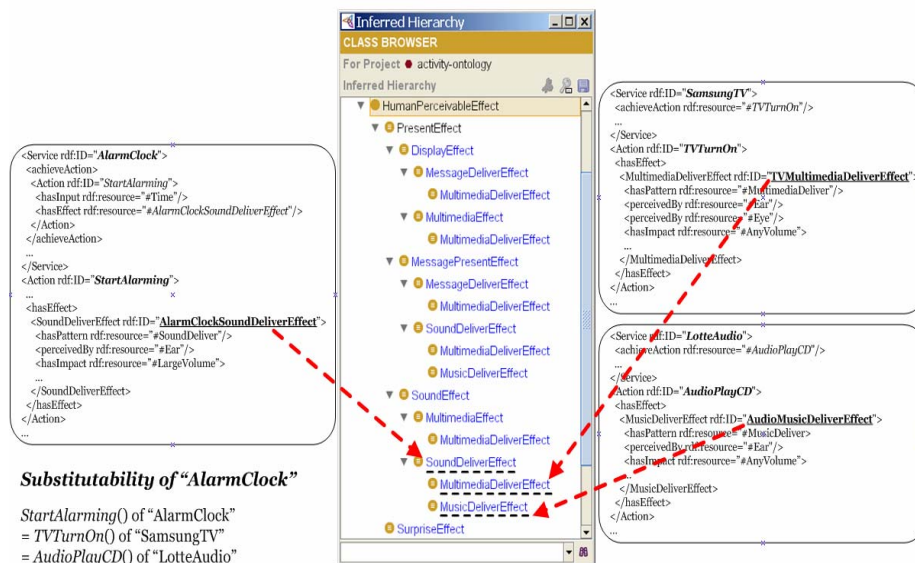 <Service rdf:ID="AlarmClock">
<achieveAction>
<Action rdf:ID="StartAlarming">
<hasInput rdf:resource="#Time"/>
<hasEffect rdf:resource="#AlarmClockSoundDeliverEffect"/>
</Action>
</achieveAction>
...
</Service>
<Action rdf:ID="StartAlarming">
...
<hasEffect>
<SoundDeliverEffect rdf:ID="AlarmClockSoundDeliverEffect">
<hasPattern rdf:resource="#SoundDeliver"/>
<perceivedBy rdf:resource="#Ear"/>
<hasImpact rdf:resource="#LargeVolume"/>
...
</SoundDeliverEffect>
</hasEffect>
</Action>
...
Substitutability of "AlarmClock"
StartAlarming() of "AlarmClock"
= TVTurnOn() of "SamsungTV"
= AudioPlayCD() of "LotteAudio"
Inferred Hierarchy
CLASS BROWSER
For Project activity-ontology
Inferred Hierarchy
HumanPerceivableEffect
PresentEffect
DisplayEffect
MessageDeliverEffect
MultimediaDeliverEffect
MultimediaEffect
MultimediaDeliverEffect
MessagePresentEffect
MessageDeliverEffect
MultimediaDeliverEffect
SoundDeliverEffect
MultimediaDeliverEffect
MusicDeliverEffect
SoundEffect
MultimediaEffect
MultimediaDeliverEffect
SoundDeliverEffect
MultimediaDeliverEffect
MusicDeliverEffect
SurpriseEffect
<Service rdf:ID="SamsungTV">
<achieveAction rdf:resource="#TVTurnOn"/>
...
</Service>
<Action rdf:ID="TVTurnOn">
<hasEffect>
<MultimediaDeliverEffect rdf:ID="TVMultimediaDeliverEffect">
<hasPattern rdf:resource="#MultimediaDeliver"/>
<perceivedBy rdf:resource="#Ear"/>
<perceivedBy rdf:resource="#Eye"/>
<hasImpact rdf:resource="#AnyVolume">
...
</MultimediaDeliverEffect>
</hasEffect>
</Action>
...
<Service rdf:ID="LotteAudio">
<achieveAction rdf:resource="#AudioPlayCD"/>
...
</Service>
<Action rdf:ID="AudioPlayCD">
<hasEffect>
<MusicDeliverEffect rdf:ID="AudioMusicDeliverEffect">
<hasPattern rdf:resource="#MusicDeliver>
<perceivedBy rdf:resource="#Ear"/>
<hasImpact rdf:resource="#AnyVolume">
...
</MusicDeliverEffect>
</hasEffect>
</Action>
...